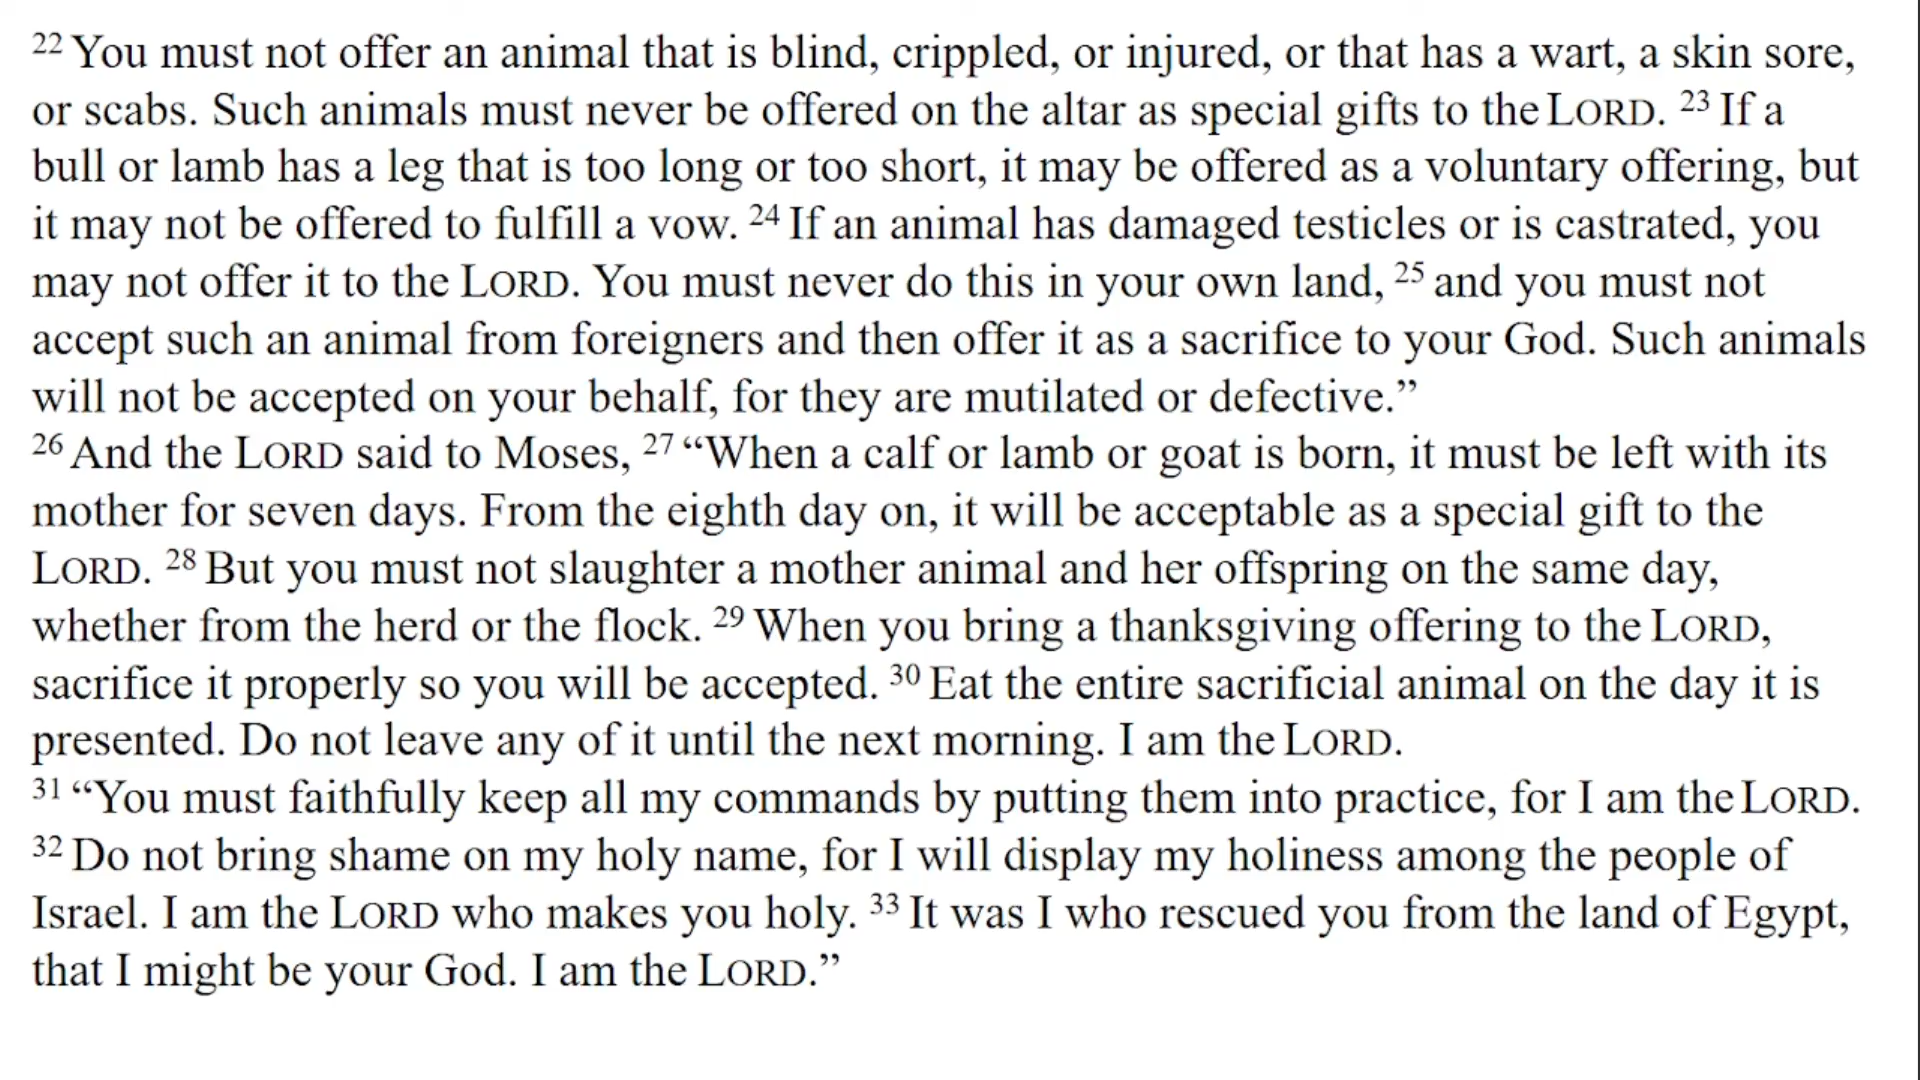 22 You must not offer an animal that is blind, crippled, or injured, or that has a wart, a skin sore,
or scabs. Such animals must never be offered on the altar as special gifts to the LORD. 23 If a
bull or lamb has a leg that is too long or too short, it may be offered as a voluntary offering, but
it may not be offered to fulfill a vow. 24 If an animal has damaged testicles or is castrated, you
may not offer it to the LORD. You must never do this in your own land, 25 and you must not
accept such an animal from foreigners and then offer it as a sacrifice to your God. Such animals
will not be accepted on your behalf, for they are mutilated or defective.”
26 And the LORD said to Moses, 27 “When a calf or lamb or goat is born, it must be left with its
mother for seven days. From the eighth day on, it will be acceptable as a special gift to the
LORD. 28 But you must not slaughter a mother animal and her offspring on the same day,
whether from the herd or the flock. 29 When you bring a thanksgiving offering to the LORD,
sacrifice it properly so you will be accepted. 30 Eat the entire sacrificial animal on the day it is
presented. Do not leave any of it until the next morning. I am the LORD.
31 “You must faithfully keep all my commands by putting them into practice, for I am the LORD.
32 Do not bring shame on my holy name, for I will display my holiness among the people of
Israel. I am the LORD who makes you holy. 33 It was I who rescued you from the land of Egypt,
that I might be your God. I am the LORD.”